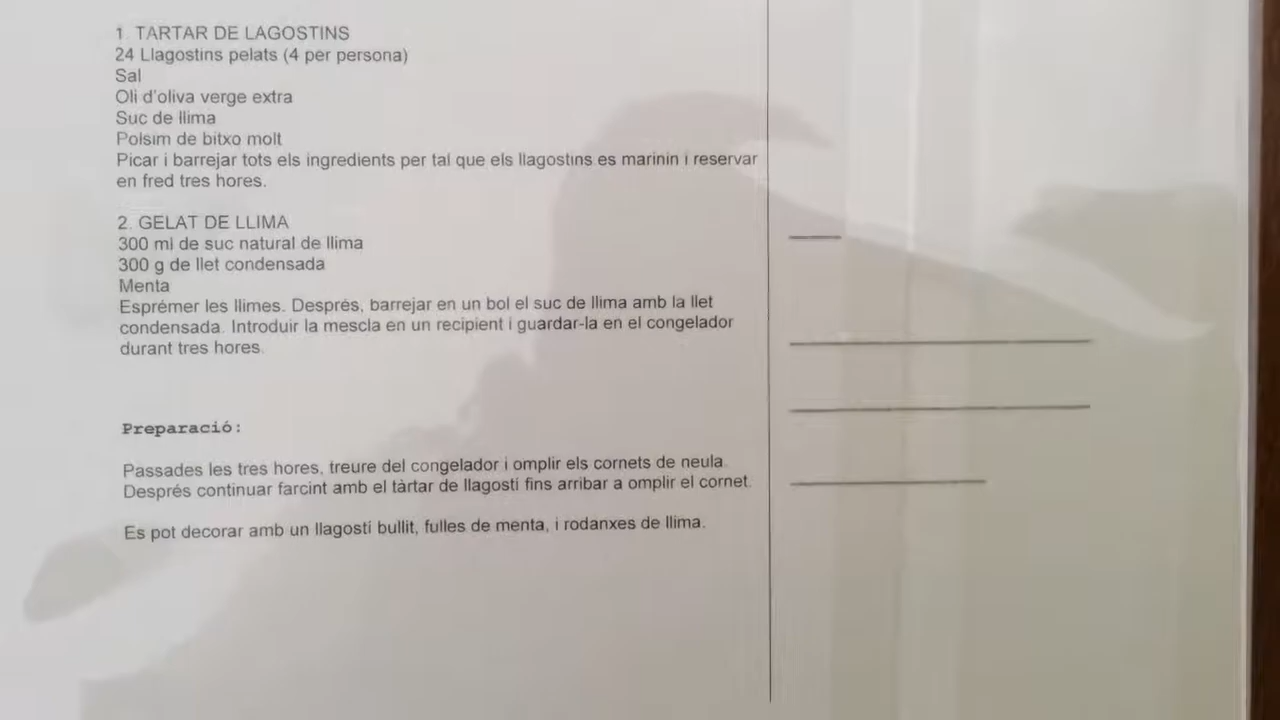 1. TARTAR DE LAGOSTINS
24 Llagostins pelats (4 per persona)
Sal
Oli d'oliva verge extra
Suc de llima
Polsim de bitxo molt
Picar i barrejar tots els ingredients per tal que els llagostins es marinin i reservar
en fred tres hores.
2. GELAT DE LLIMA
300 ml de suc natural de llima
300 g de llet condensada
Menta
Esprémer les llimes. Després, barrejar en un bol el suc de llima amb la llet
condensada. Introduir la mescla en un recipient i guardar-la en el congelador
durant tres hores.
Preparació:
Passades les tres hores, treure del congelador i omplir els cornets de neula.
Després continuar farcint amb el tàrtar de llagostí fins arribar a omplir el cornet.
Es pot decorar amb un llagostí bullit, fulles de menta, i rodanxes de llima.